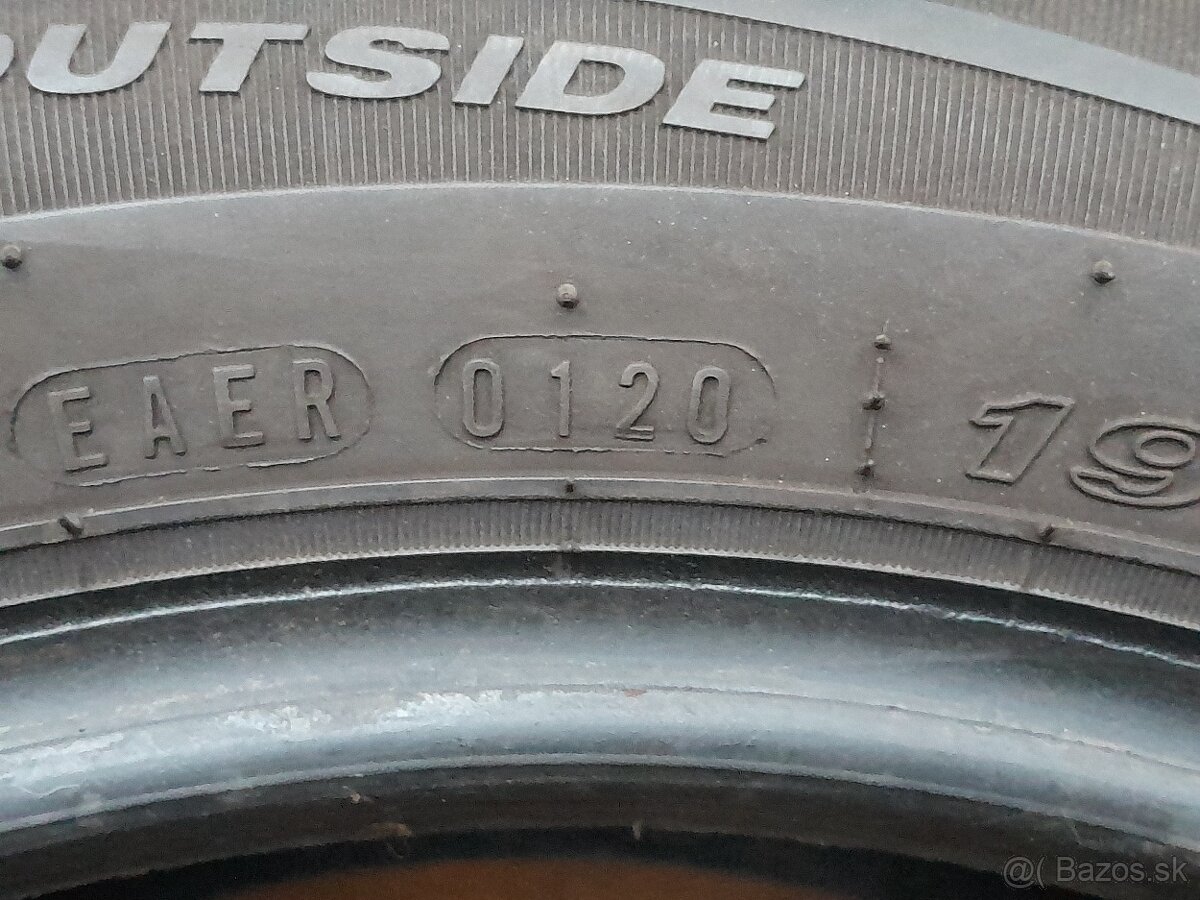 OUTSIDE
EAER 0120 19
@( Bazos.sk